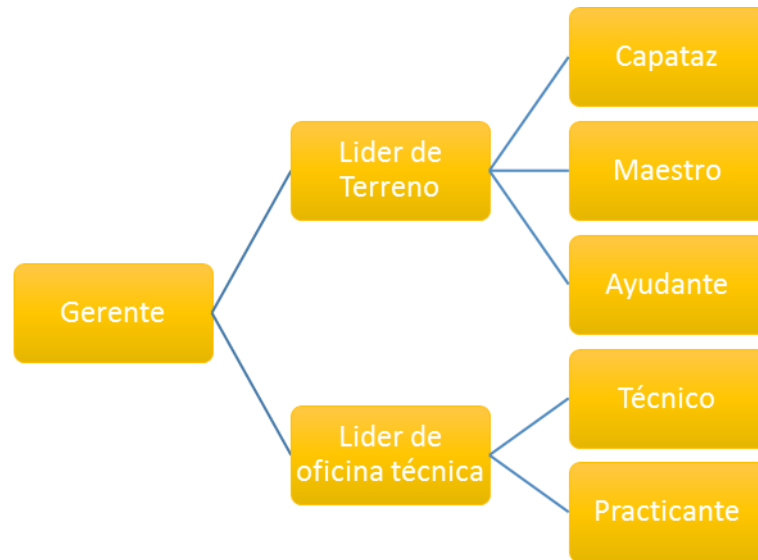 Gerente
Lider de
Terreno
Capataz
Maestro
Ayudante
Lider de
oficina técnica
Técnico
Practicante